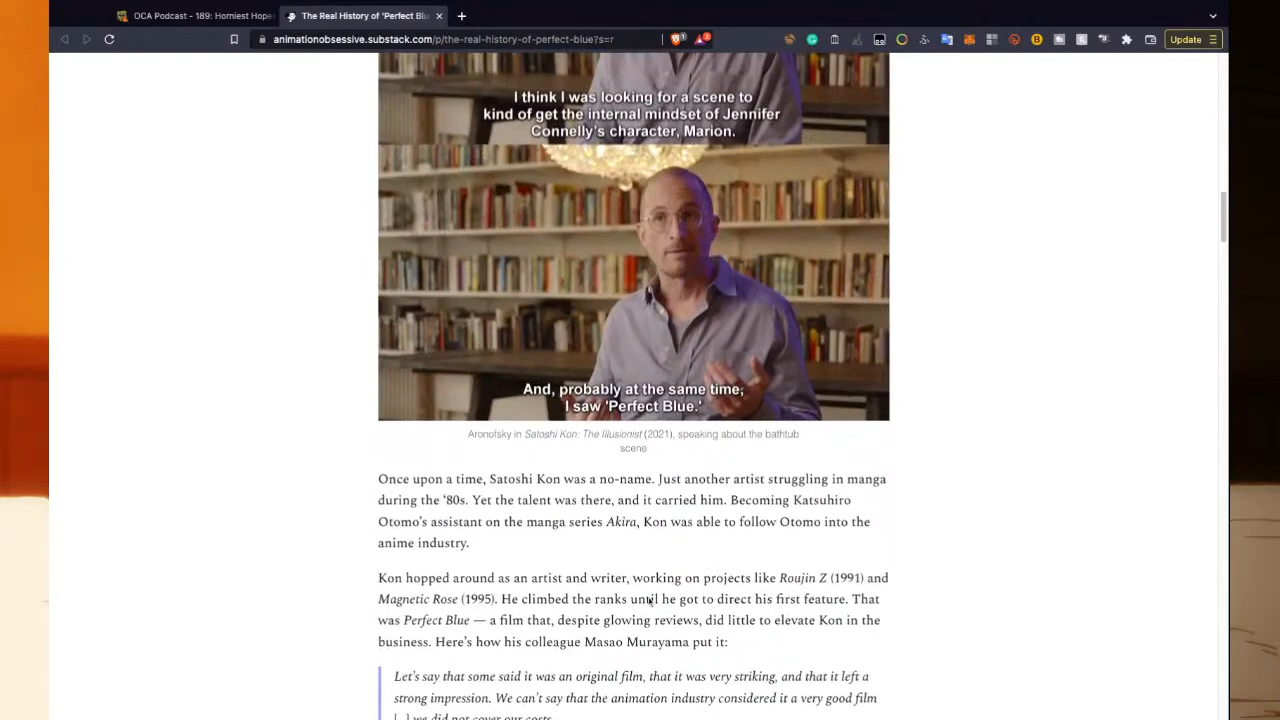 OCA Podcast - 189: Horniest Hope
The Real History of 'Perfect Blu
animationobsessive.substack.com/p/the-real-history-of-perfect-blue?s=r
Update
I think I was looking for a scene to
kind of get the internal mindset of Jennifer
Connelly's character, Marion.
And, probably at the same time,
I saw 'Perfect Blue.'
Aronofsky in Satoshi Kon: The Illusionist (2021), speaking about the bathtub
scene
Once upon a time, Satoshi Kon was a no-name. Just another artist struggling in manga
during the ‘80s. Yet the talent was there, and it carried him. Becoming Katsuhiro
Otomo’s assistant on the manga series Akira, Kon was able to follow Otomo into the
anime industry.
Kon hopped around as an artist and writer, working on projects like Roujin Z (1991) and
Magnetic Rose (1995). He climbed the ranks until he got to direct his first feature. That
was Perfect Blue — a film that, despite glowing reviews, did little to elevate Kon in the
business. Here’s how his colleague Masao Murayama put it:
Let’s say that some said it was an original film, that it was very striking, and that it left a
strong impression. We can’t say that the animation industry considered it a very good film
[...] we did not cover our costs